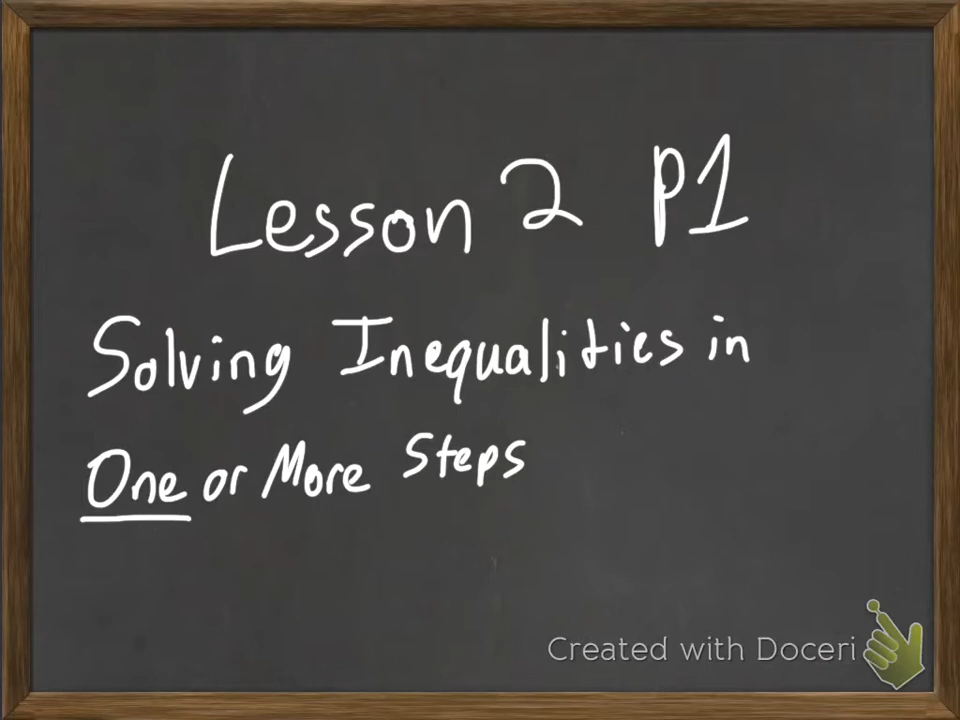 Lesson 2 P1
Solving Inequalities in
One or More Steps
Created with Doceri